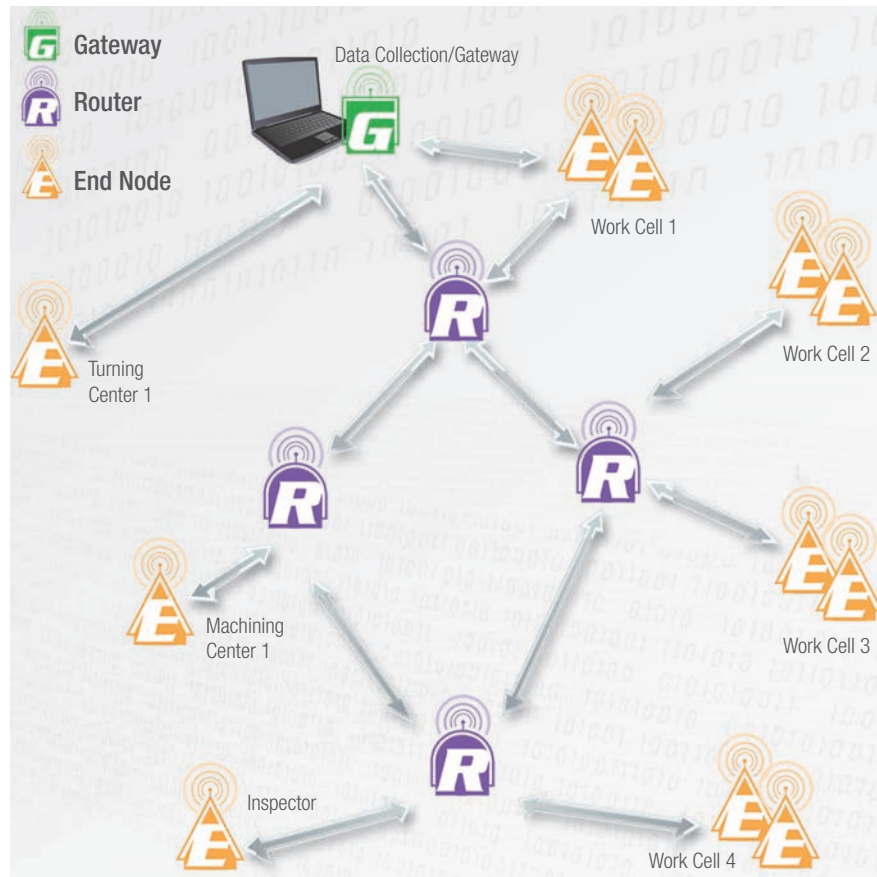 G Gateway
Data Collection/Gateway
R Router
G
E End Node
E E
Work Cell 1
E E
R
Work Cell 2
E
Turning
Center 1
R
R
E E
Work Cell 3
E
Machining
Center 1
R
Inspector
E
E E
Work Cell 4